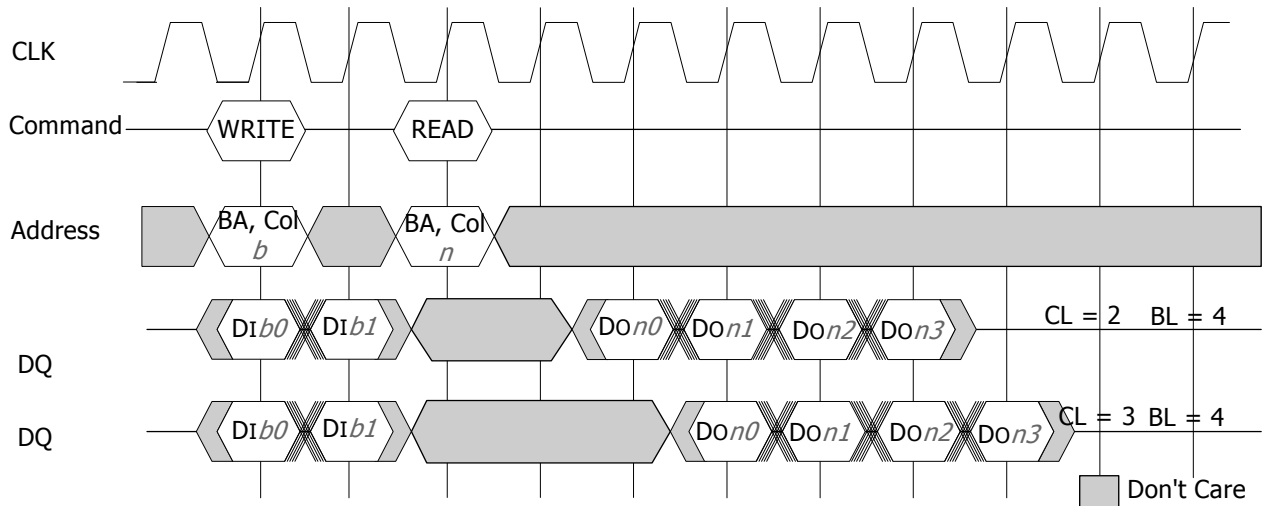 CLK
Command WRITE READ
Address BA, Col b BA, Col n
DQ DIb0 DIb1 DOn0 DOn1 DOn2 DOn3 CL = 2 BL = 4
DQ DIb0 DIb1 DOn0 DOn1 DOn2 DOn3 CL = 3 BL = 4
Don't Care